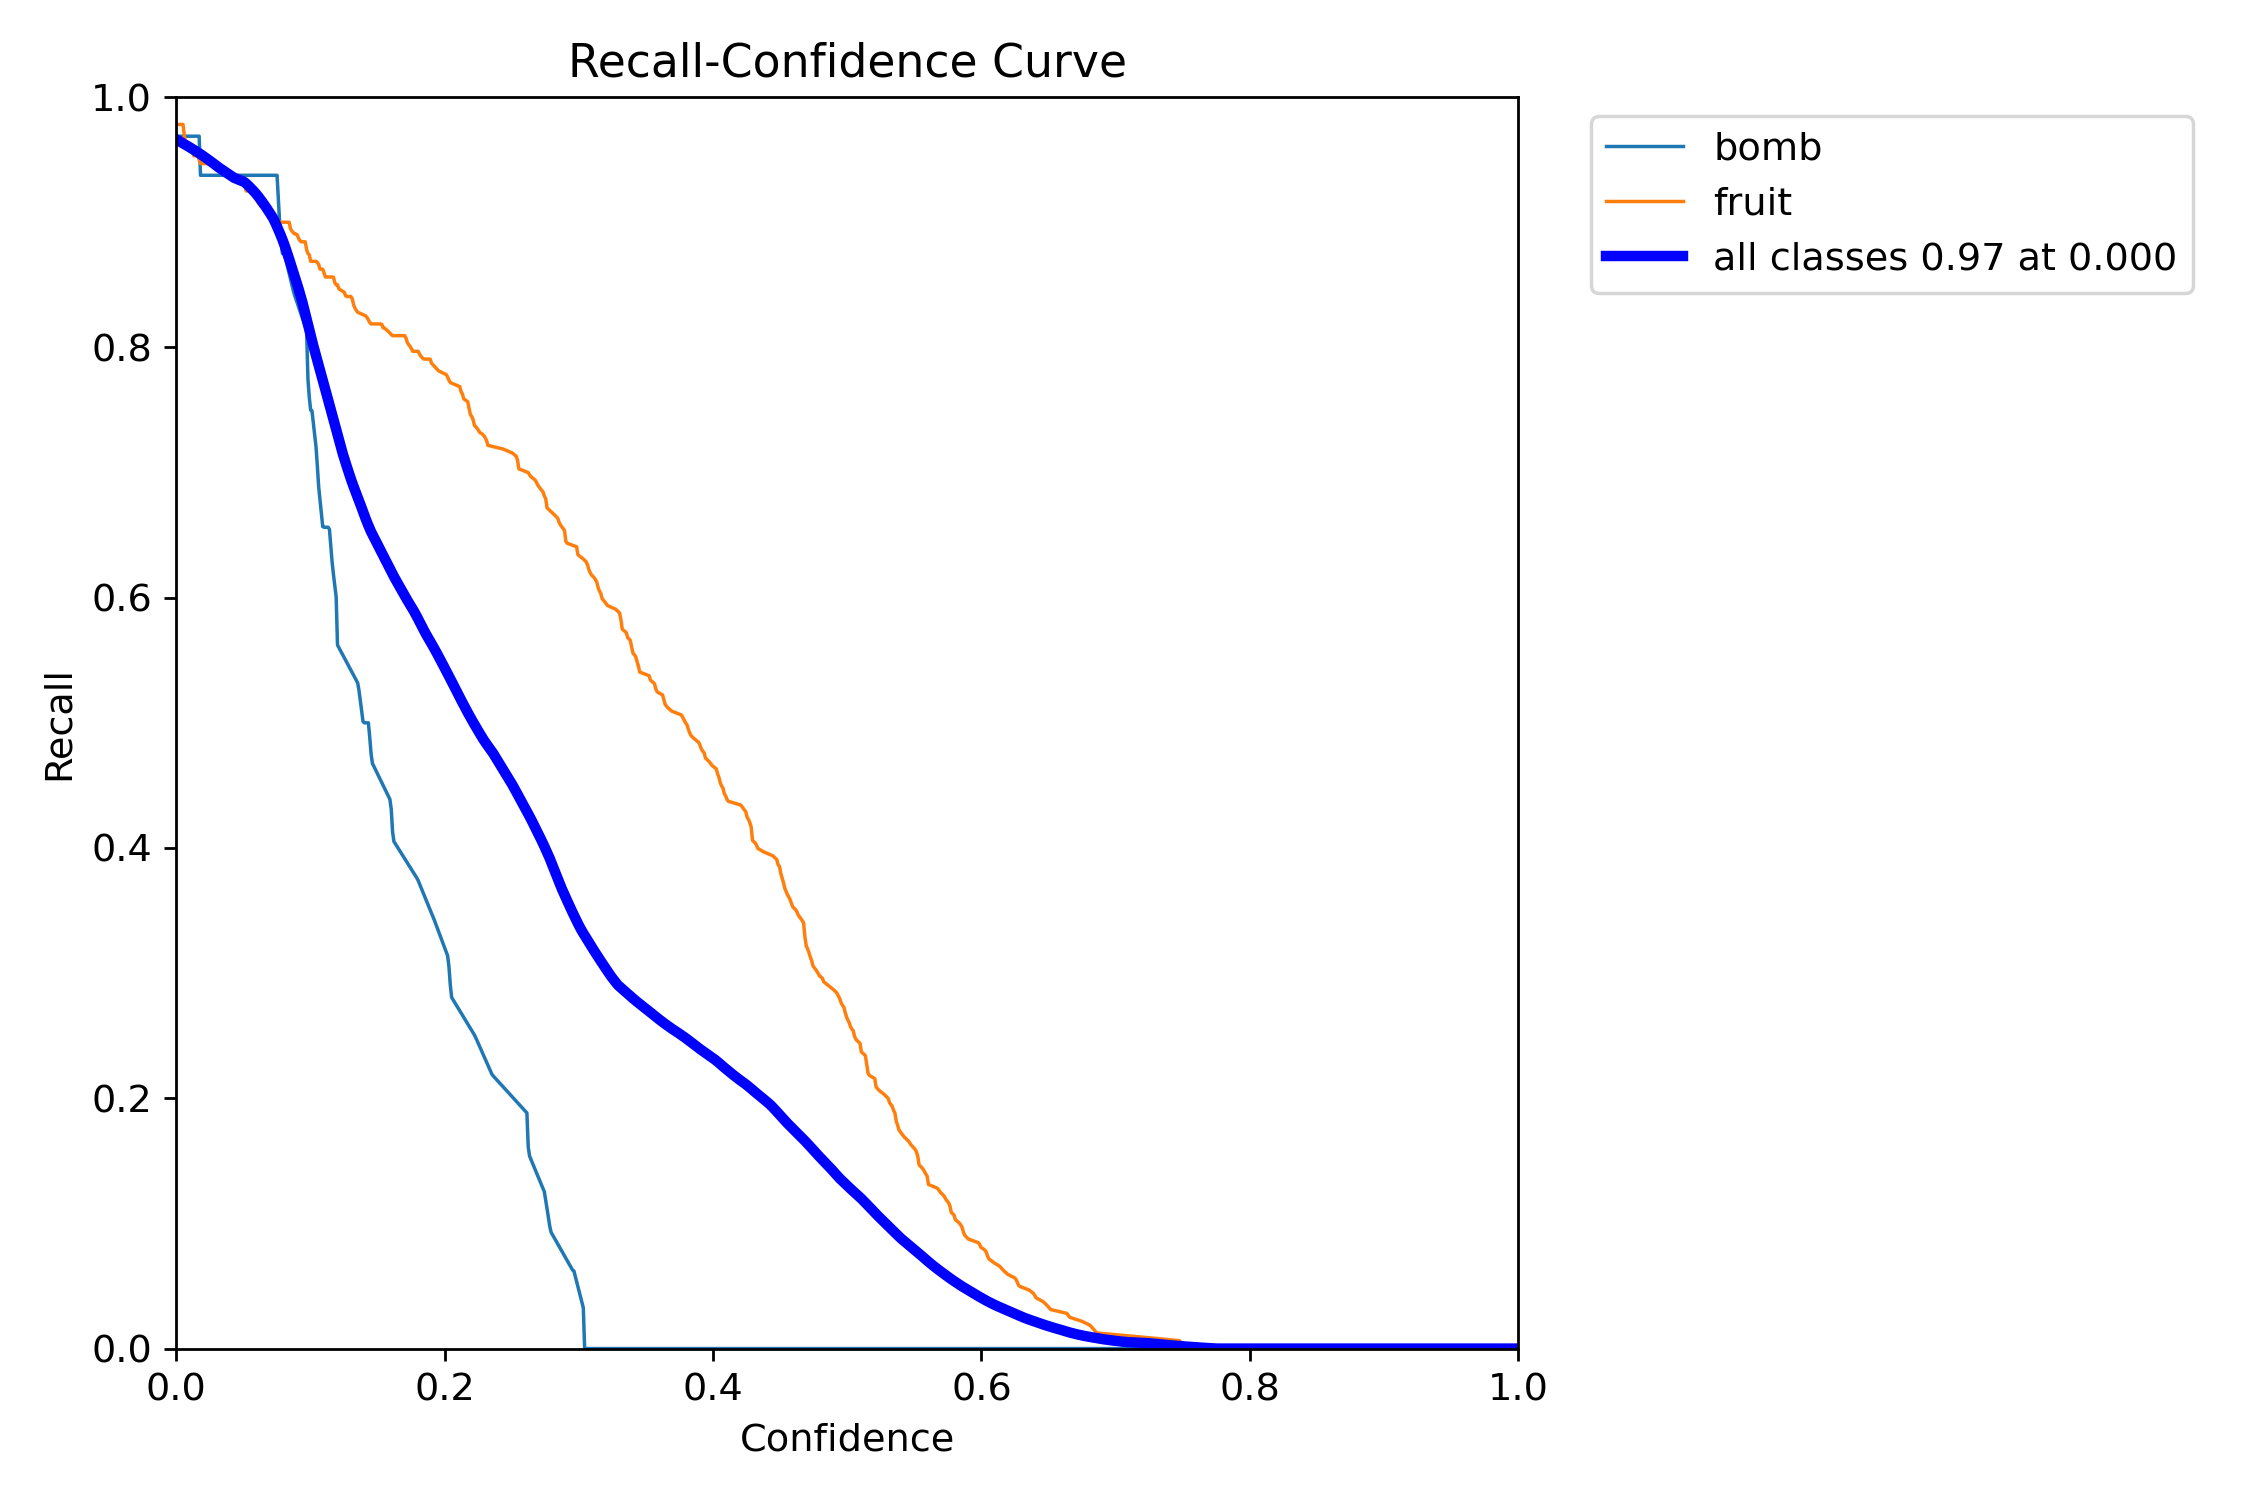 Recall-Confidence Curve
1.0
0.8
0.6
0.4
0.2
0.0
Recall
0.0 0.2 0.4 0.6 0.8 1.0
Confidence
bomb
fruit
all classes 0.97 at 0.000